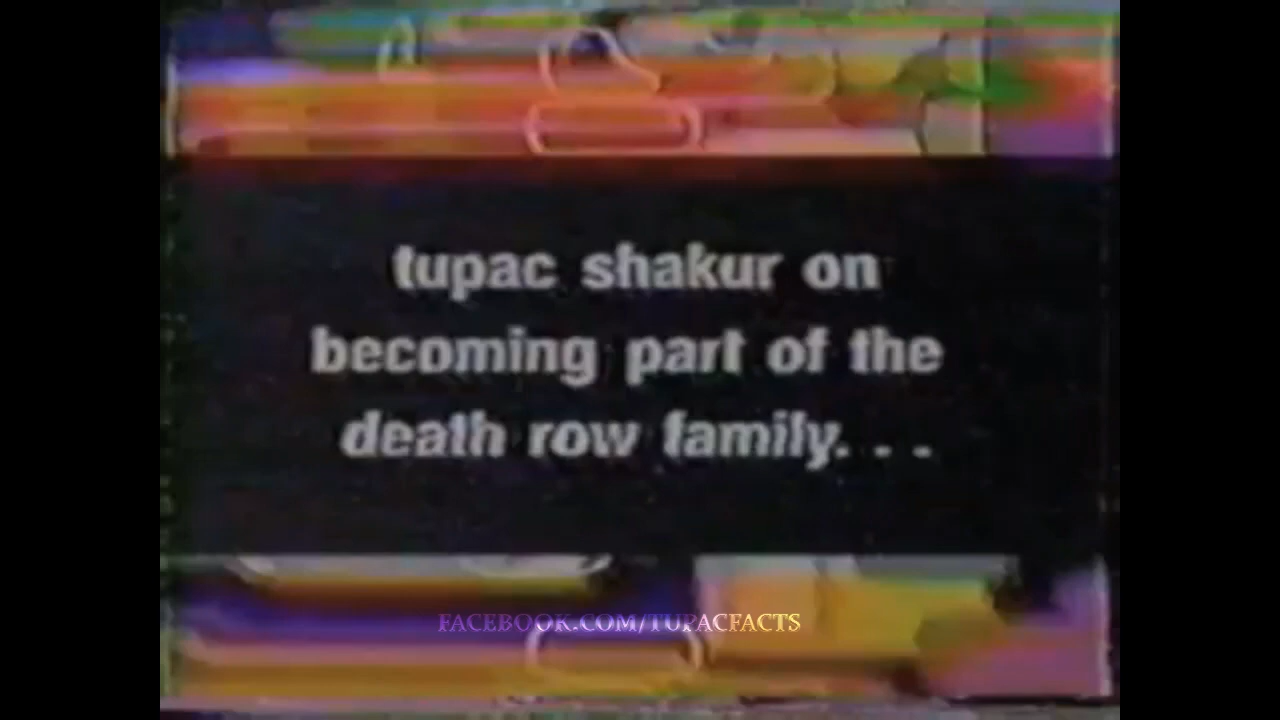 tupac shakur on
becoming part of the
death row family. . .
FACEBOOK.COM/TUPACFACTS